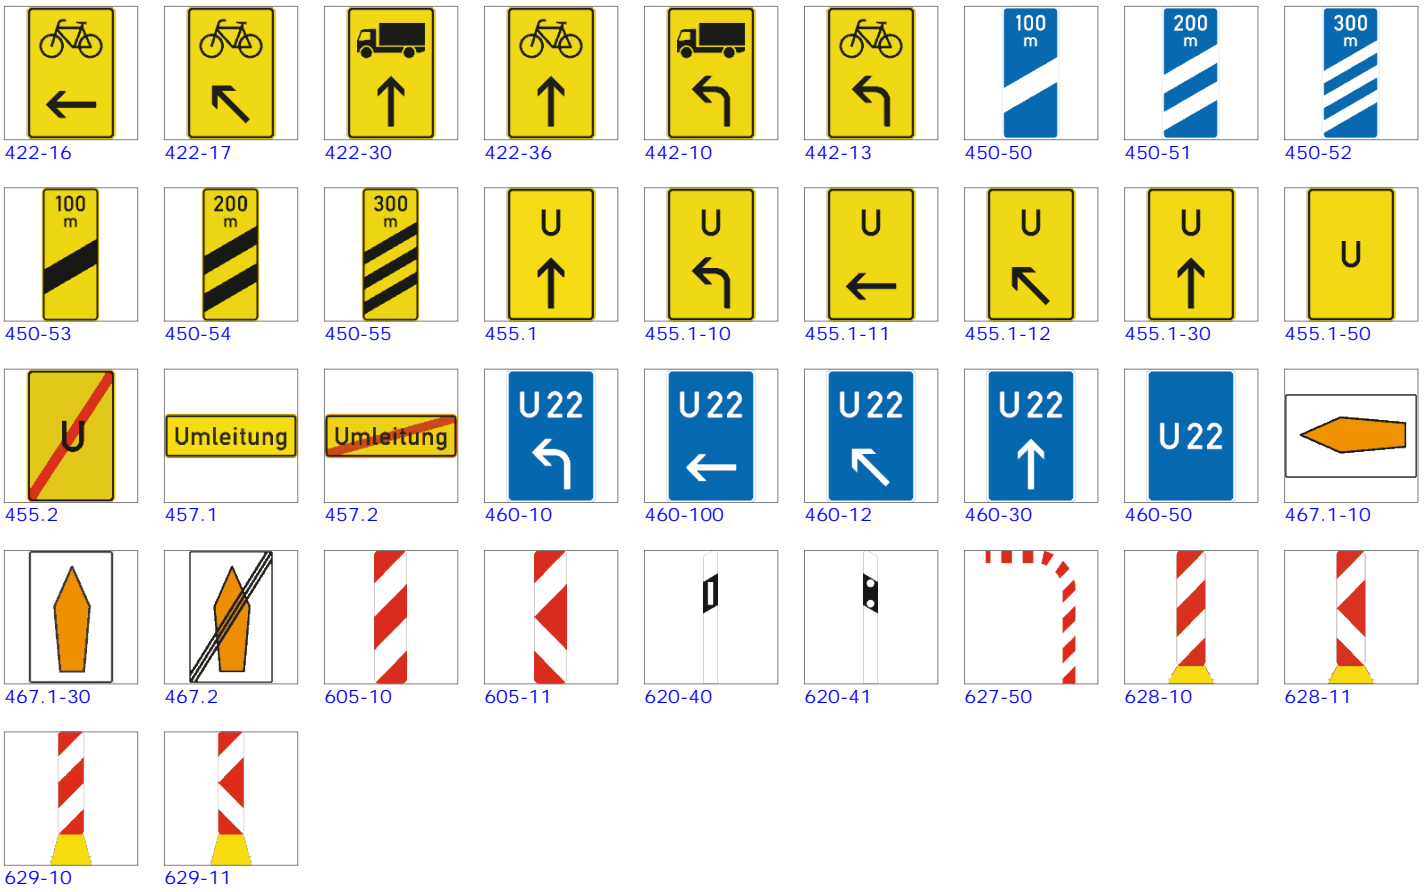 422-16
422-17
422-30
422-36
442-10
442-13
100
m
450-50
200
m
450-51
300
m
450-52
100
m
450-53
200
m
450-54
300
m
450-55
U
455.1
U
455.1-10
U
455.1-11
U
455.1-12
U
455.1-30
U
455.1-50
U
455.2
Umleitung
457.1
Umleitung
457.2
U 22
460-10
U 22
460-100
U 22
460-12
U 22
460-30
U 22
460-50
467.1-10
467.1-30
467.2
605-10
605-11
620-40
620-41
627-50
628-10
628-11
629-10
629-11